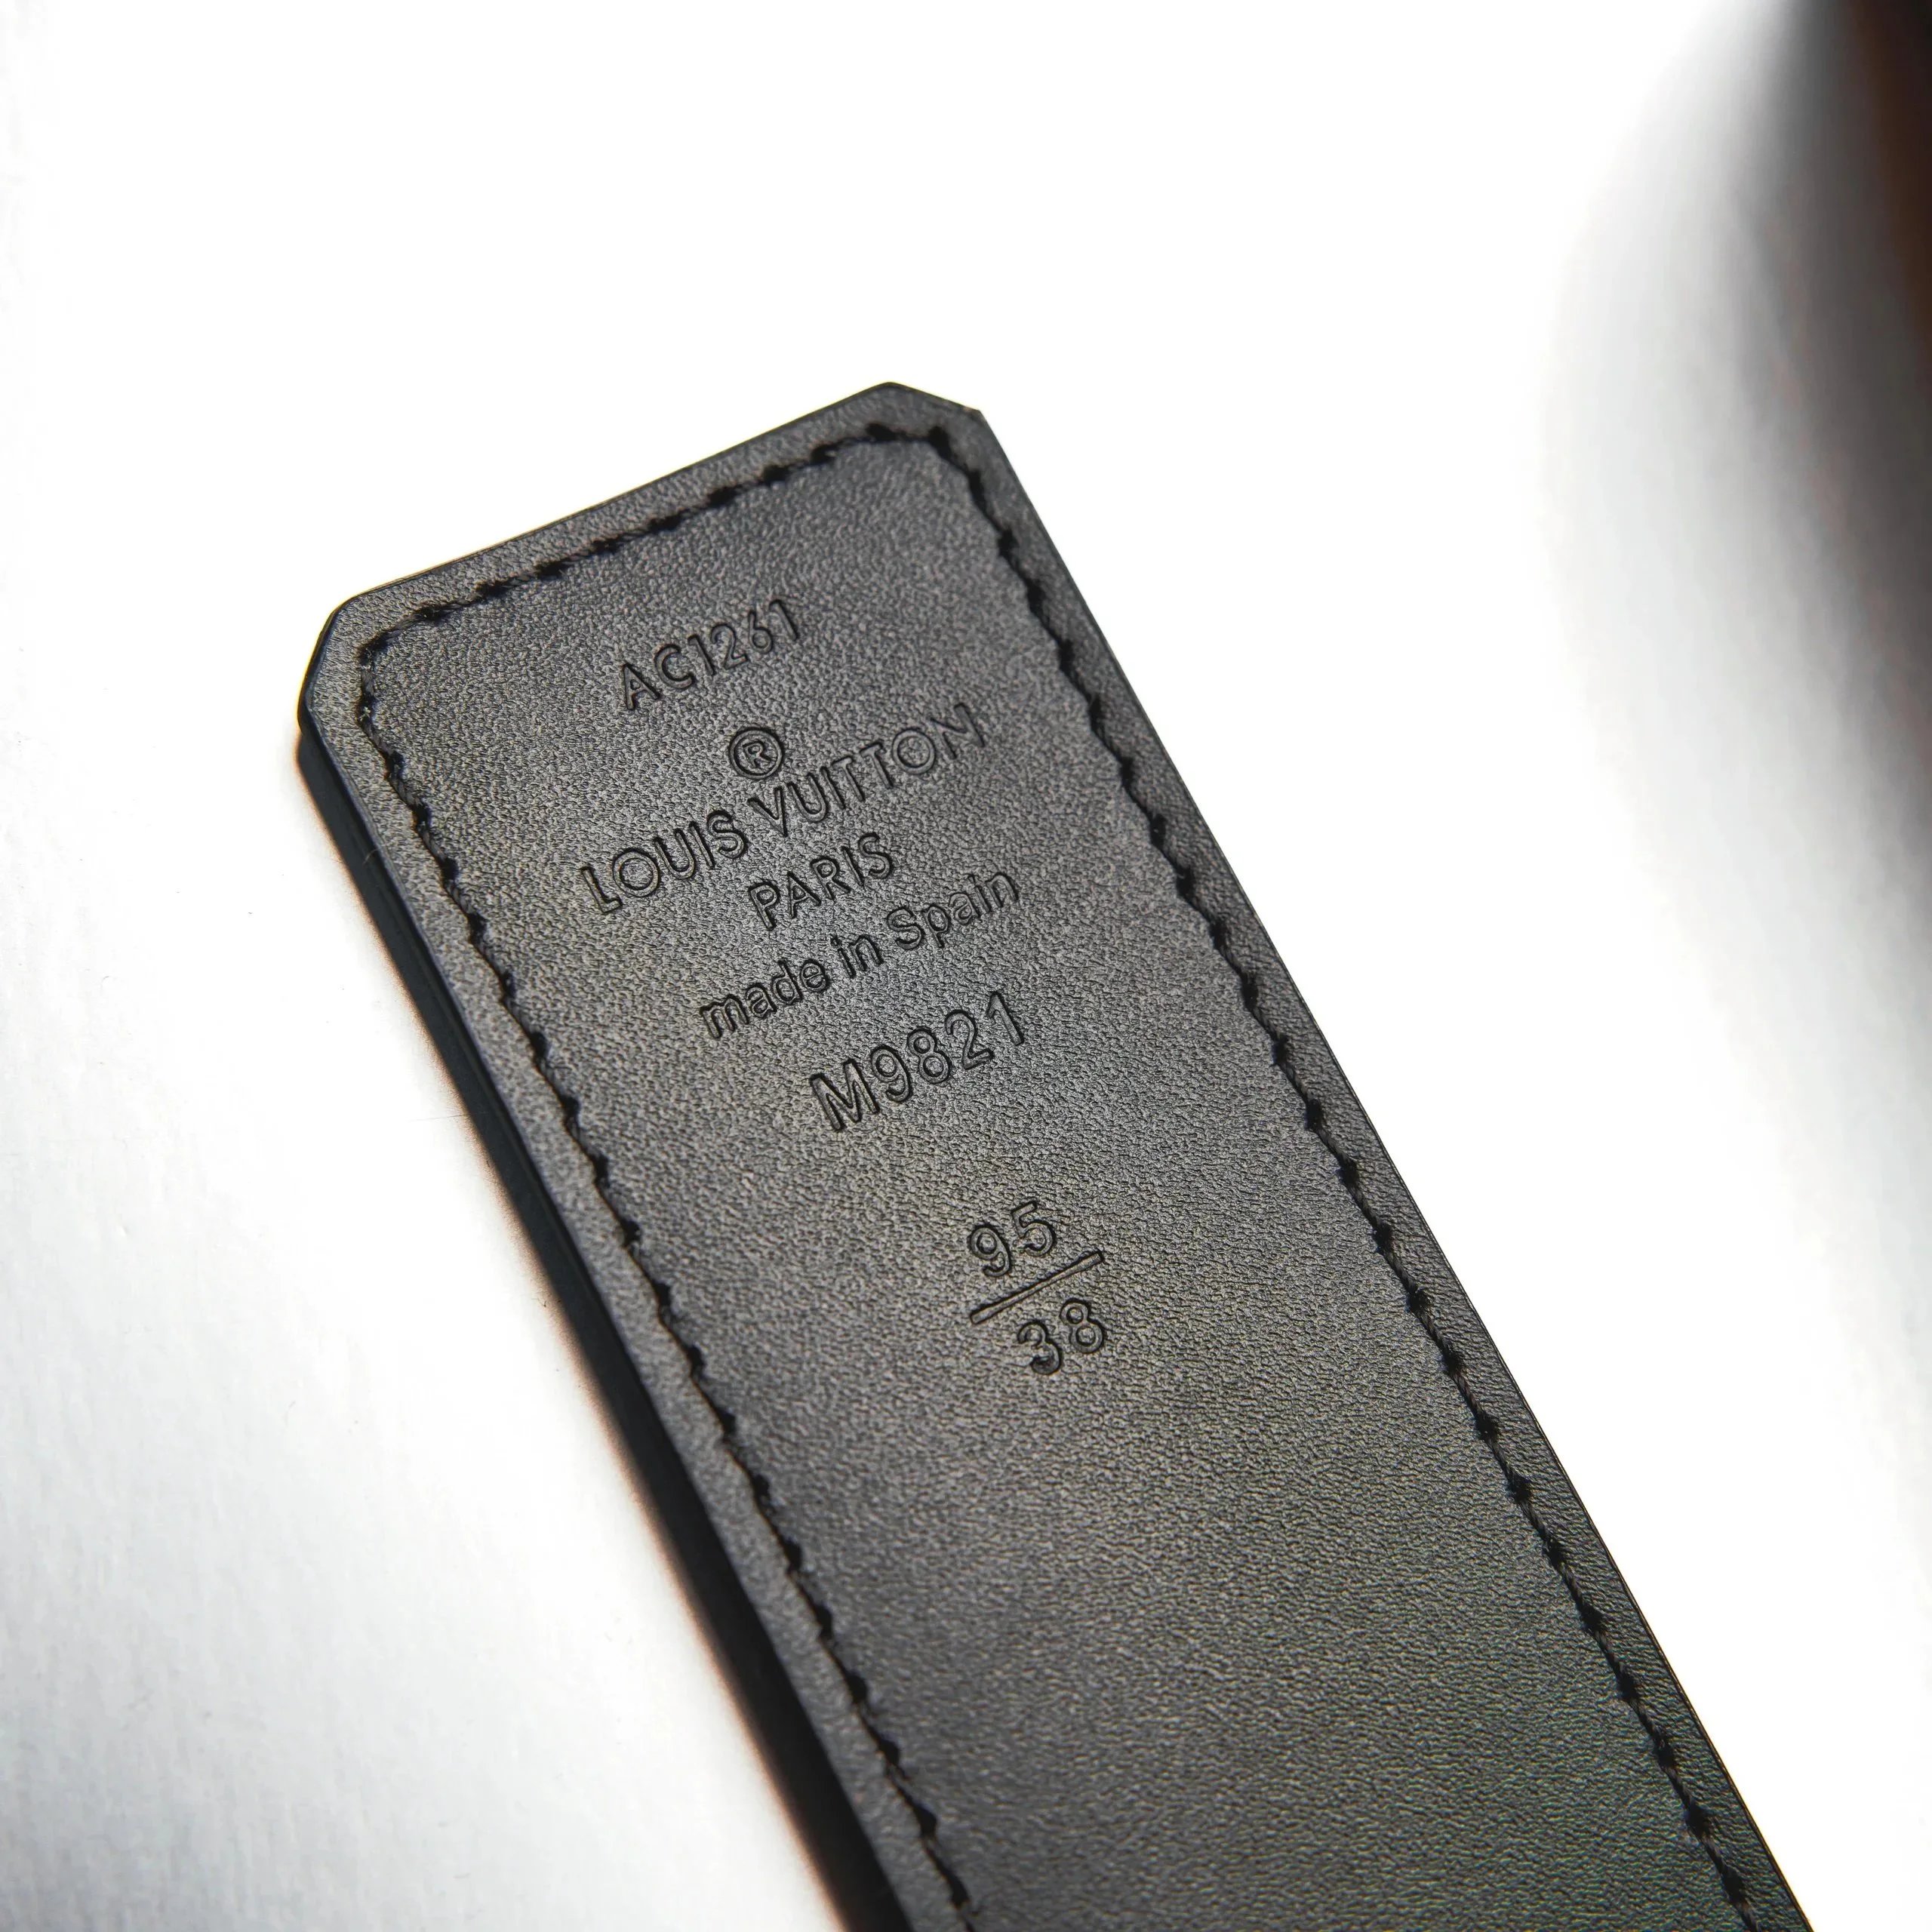 AC1261
®
LOUIS VUITTON
PARIS
made in Spain
M9821
95
38